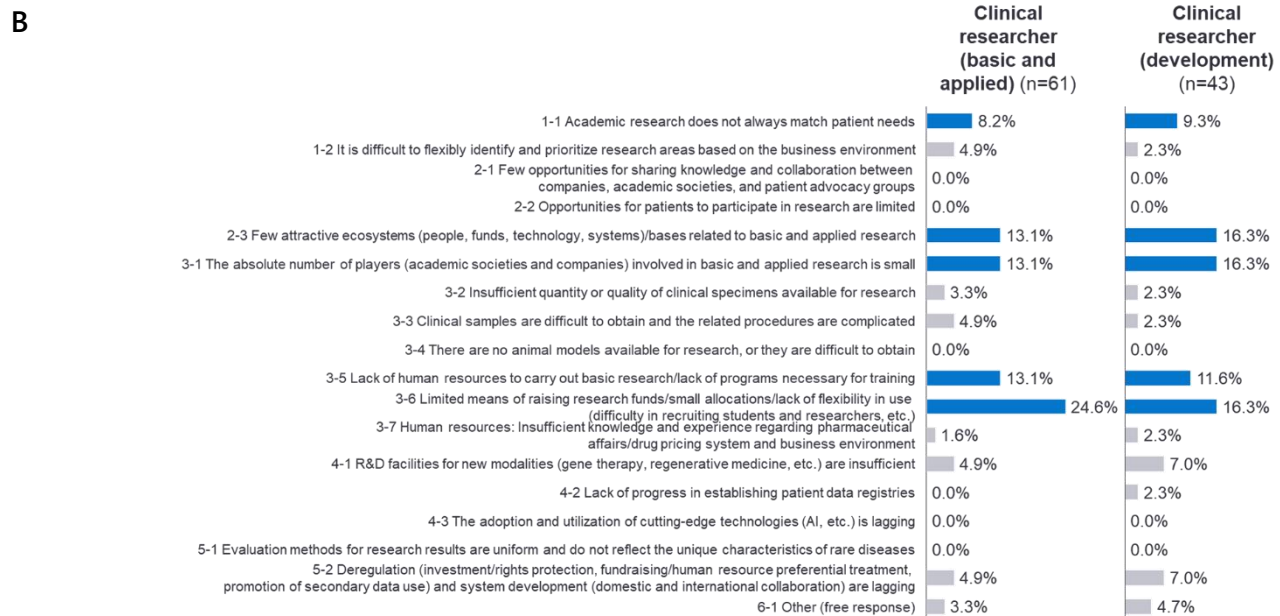 B
Clinical
researcher
(basic and
applied) (n=61)
Clinical
researcher
(development)
(n=43)
1-1 Academic research does not always match patient needs 8.2% 9.3%
1-2 It is difficult to flexibly identify and prioritize research areas based on the business environment 4.9% 2.3%
2-1 Few opportunities for sharing knowledge and collaboration between
companies, academic societies, and patient advocacy groups 0.0% 0.0%
2-2 Opportunities for patients to participate in research are limited 0.0% 0.0%
2-3 Few attractive ecosystems (people, funds, technology, systems)/bases related to basic and applied research 13.1% 16.3%
3-1 The absolute number of players (academic societies and companies) involved in basic and applied research is small 13.1% 16.3%
3-2 Insufficient quantity or quality of clinical specimens available for research 3.3% 2.3%
3-3 Clinical samples are difficult to obtain and the related procedures are complicated 4.9% 2.3%
3-4 There are no animal models available for research, or they are difficult to obtain 0.0% 0.0%
3-5 Lack of human resources to carry out basic research/lack of programs necessary for training 13.1% 11.6%
3-6 Limited means of raising research funds/small allocations/lack of flexibility in use
(difficulty in recruiting students and researchers, etc.) 24.6% 16.3%
3-7 Human resources: Insufficient knowledge and experience regarding pharmaceutical
affairs/drug pricing system and business environment 1.6% 2.3%
4-1 R&D facilities for new modalities (gene therapy, regenerative medicine, etc.) are insufficient 4.9% 7.0%
4-2 Lack of progress in establishing patient data registries 0.0% 2.3%
4-3 The adoption and utilization of cutting-edge technologies (AI, etc.) is lagging 0.0% 0.0%
5-1 Evaluation methods for research results are uniform and do not reflect the unique characteristics of rare diseases 0.0% 0.0%
5-2 Deregulation (investment/rights protection, fundraising/human resource preferential treatment,
promotion of secondary data use) and system development (domestic and international collaboration) are lagging 4.9% 7.0%
6-1 Other (free response) 3.3% 4.7%